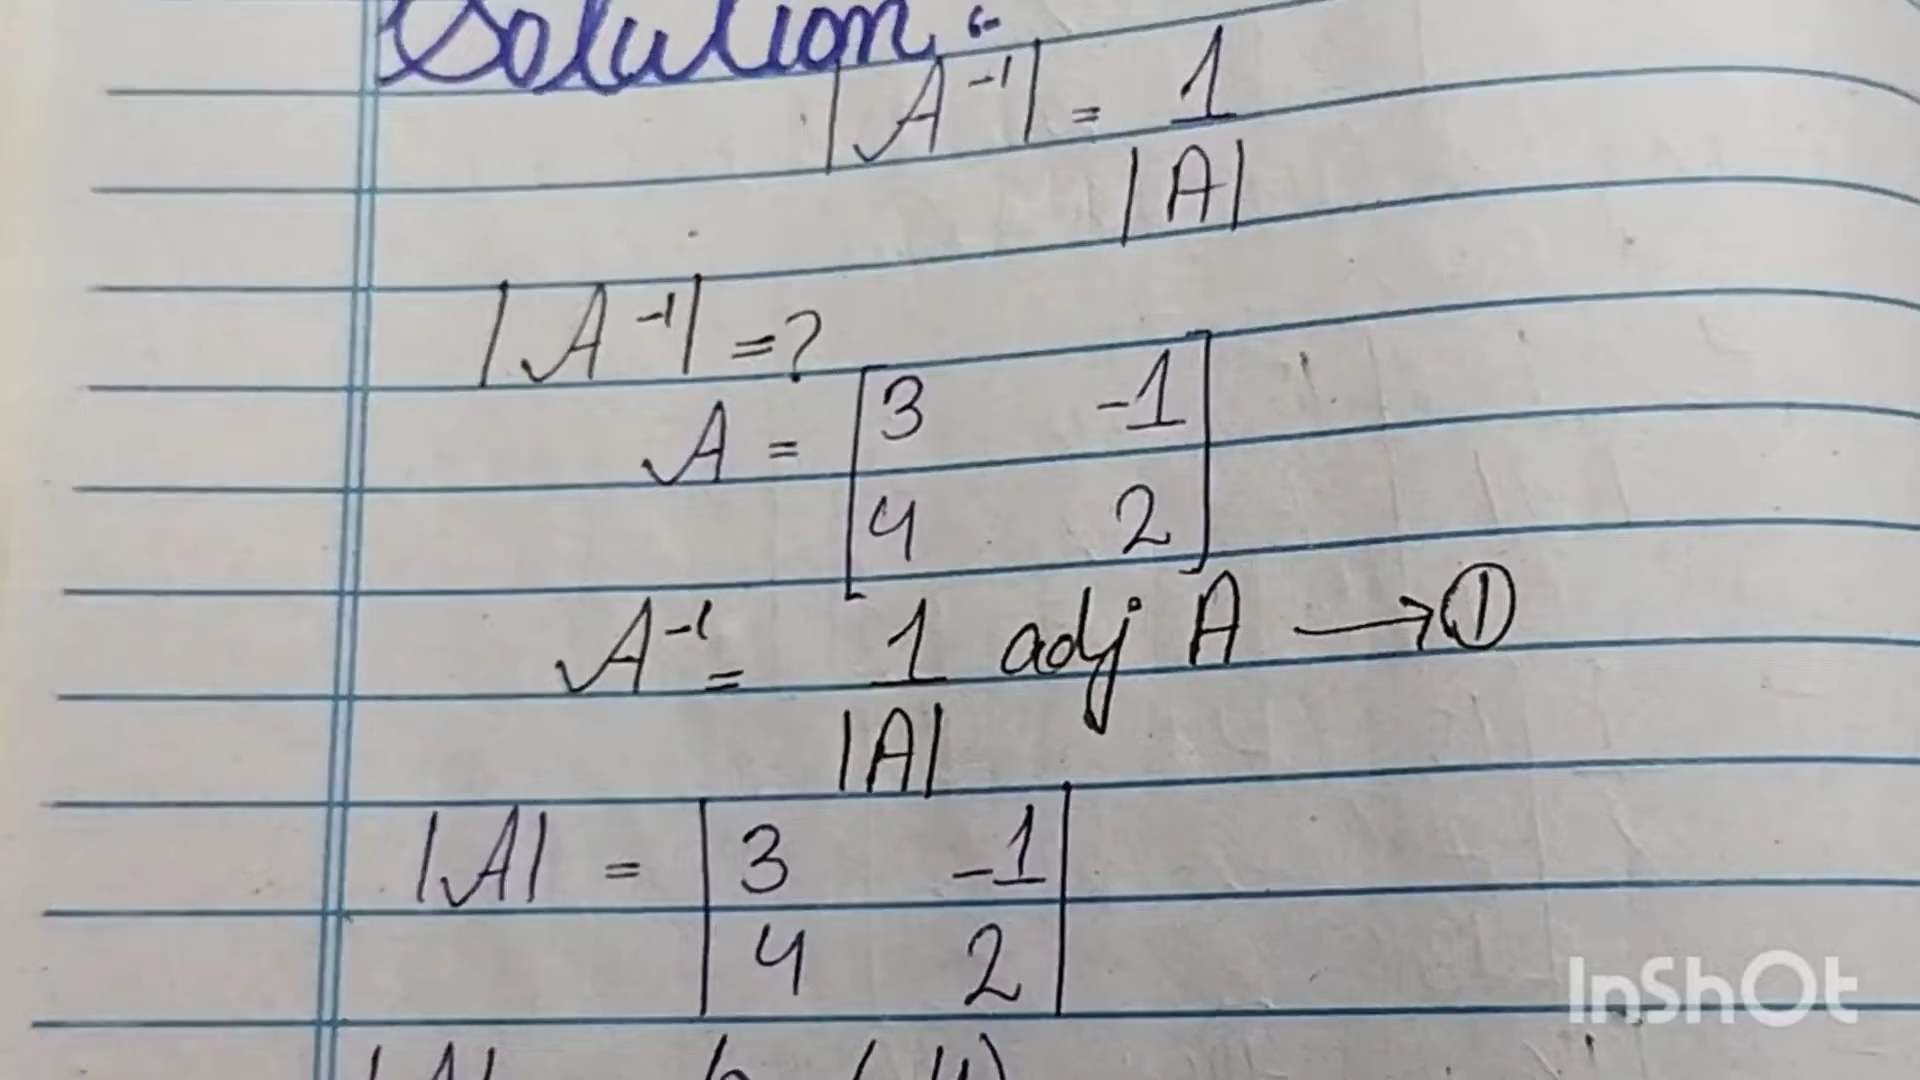 Solution :-
|A⁻¹| = 1
|A|
|A⁻¹| = ?
A = [3 -1
4 2]
A⁻¹ = 1 adj A → ①
|A|
|A| = |3 -1|
|4 2|
InShOt